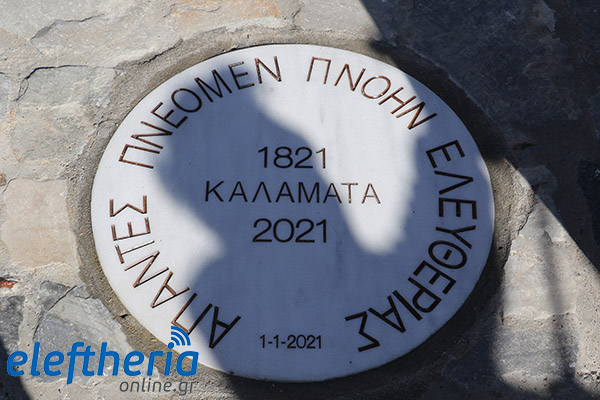 ΑΠΑΝΤΕΣ ΠΝΕΟΜΕΝ ΠΝΟΗΝ ΕΛΕΥΘΕΡΙΑΣ
1821
ΚΑΛΑΜΑΤΑ
2021
1-1-2021
eleftheria
online.gr